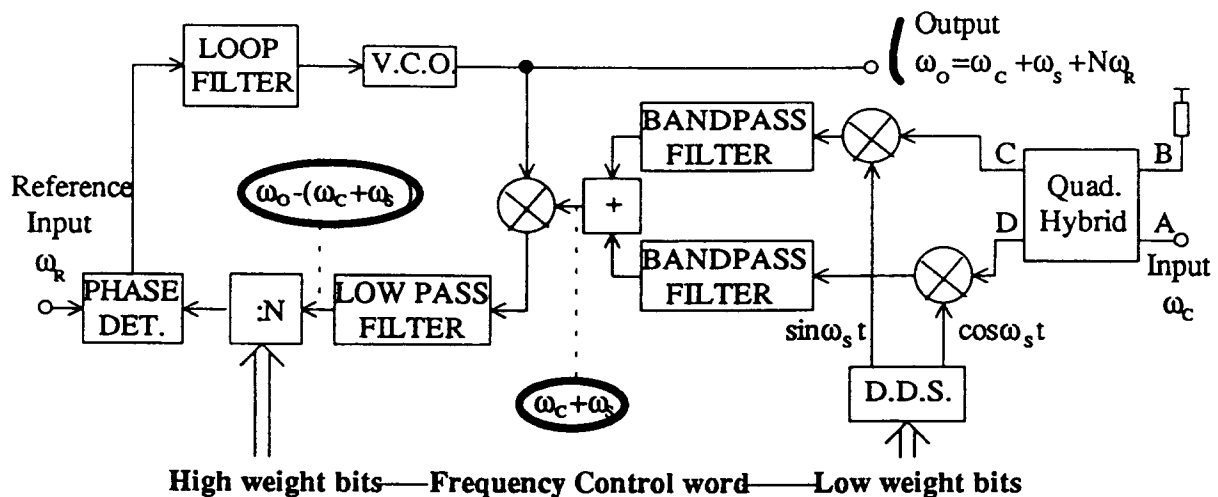 LOOP
FILTER
V.C.O.
Output
ω_O=ω_C+ω_S+Nω_R
BANDPASS
FILTER
C
B
Quad.
Hybrid
D
A
Input
ω_C
Reference
Input
ω_R
ω_O-(ω_C+ω_S)
+
BANDPASS
FILTER
PHASE
DET.
:N
LOW PASS
FILTER
sinω_S t
cosω_S t
ω_C+ω_S
D.D.S.
High weight bits
Frequency Control word
Low weight bits